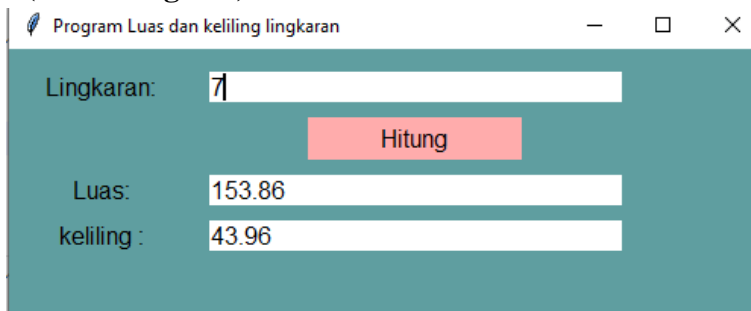 Program Luas dan keliling lingkaran
Lingkaran: 7
Hitung
Luas: 153.86
keliling : 43.96